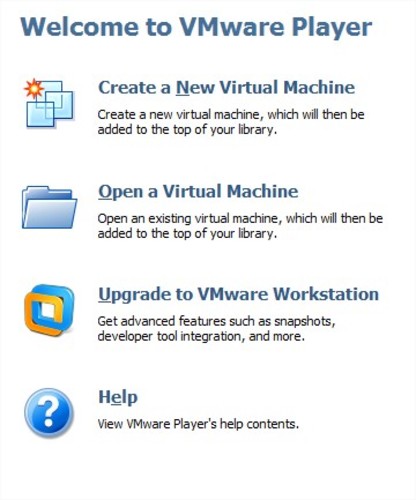 Welcome to VMware Player
Create a New Virtual Machine
Create a new virtual machine, which will then be
added to the top of your library.
Open a Virtual Machine
Open an existing virtual machine, which will then be
added to the top of your library.
Upgrade to VMware Workstation
Get advanced features such as snapshots,
developer tool integration, and more.
Help
View VMware Player's help contents.